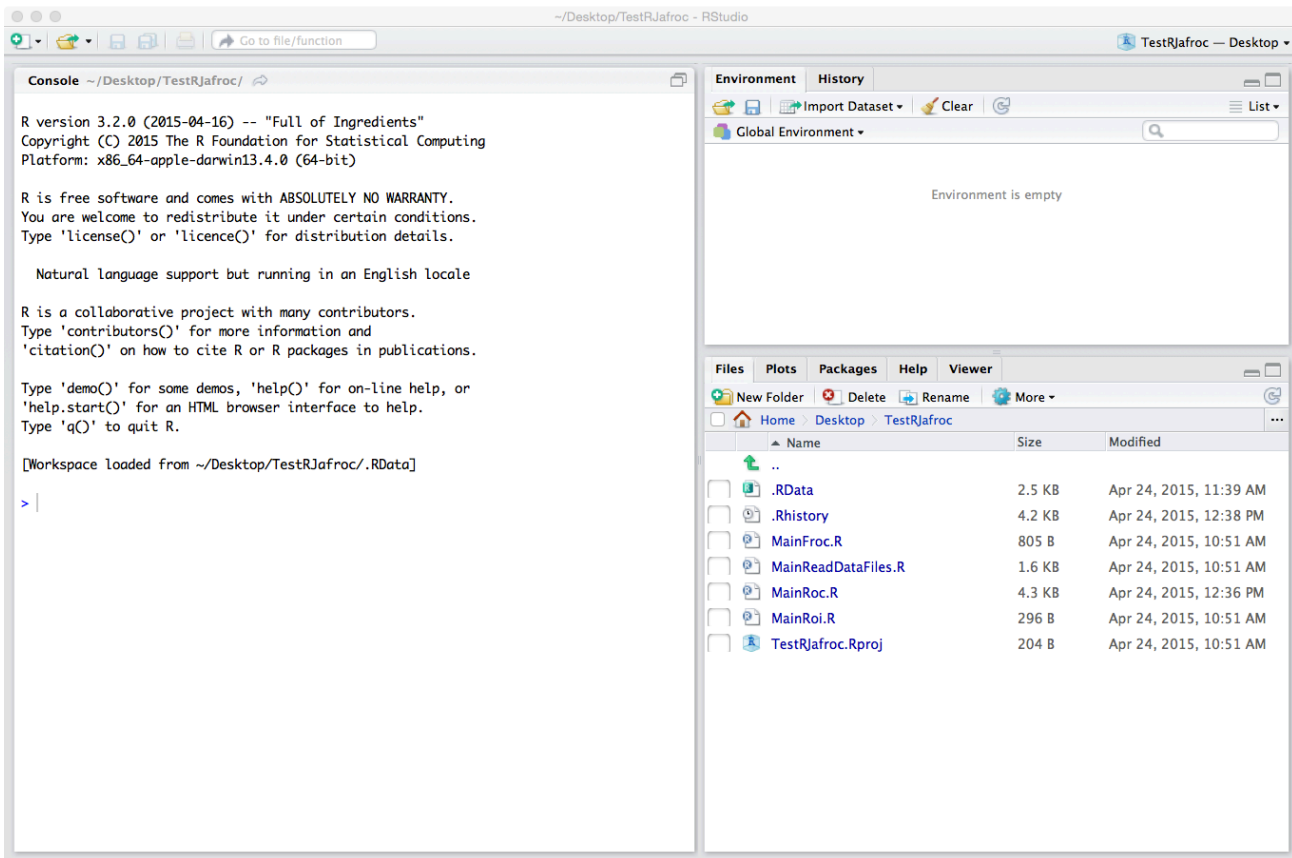 ~/Desktop/TestRJafroc - RStudio
Go to file/function
TestRJafroc — Desktop
Console ~/Desktop/TestRJafroc/
R version 3.2.0 (2015-04-16) -- "Full of Ingredients"
Copyright (C) 2015 The R Foundation for Statistical Computing
Platform: x86_64-apple-darwin13.4.0 (64-bit)
R is free software and comes with ABSOLUTELY NO WARRANTY.
You are welcome to redistribute it under certain conditions.
Type 'license()' or 'licence()' for distribution details.
Natural language support but running in an English locale
R is a collaborative project with many contributors.
Type 'contributors()' for more information and
'citation()' on how to cite R or R packages in publications.
Type 'demo()' for some demos, 'help()' for on-line help, or
'help.start()' for an HTML browser interface to help.
Type 'q()' to quit R.
[Workspace loaded from ~/Desktop/TestRJafroc/.RData]
>
Environment History
Import Dataset Clear List
Global Environment
Environment is empty
Files Plots Packages Help Viewer
New Folder Delete Rename More
Home Desktop TestRJafroc ...
Name Size Modified
..
.RData 2.5 KB Apr 24, 2015, 11:39 AM
.Rhistory 4.2 KB Apr 24, 2015, 12:38 PM
MainFroc.R 805 B Apr 24, 2015, 10:51 AM
MainReadDataFiles.R 1.6 KB Apr 24, 2015, 10:51 AM
MainRoc.R 4.3 KB Apr 24, 2015, 12:36 PM
MainRoi.R 296 B Apr 24, 2015, 10:51 AM
TestRJafroc.Rproj 204 B Apr 24, 2015, 10:51 AM